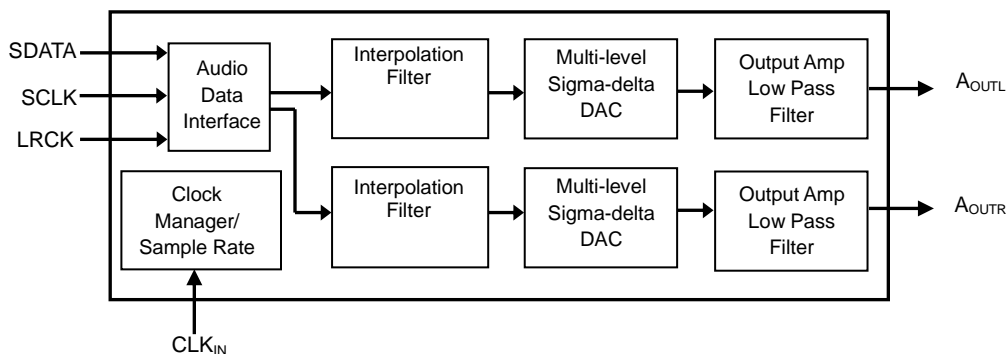 SDATA
SCLK
LRCK
Audio
Data
Interface
Interpolation
Filter
Multi-level
Sigma-delta
DAC
Output Amp
Low Pass
Filter
AOUTL
Clock
Manager/
Sample Rate
Interpolation
Filter
Multi-level
Sigma-delta
DAC
Output Amp
Low Pass
Filter
AOUTR
CLKIN